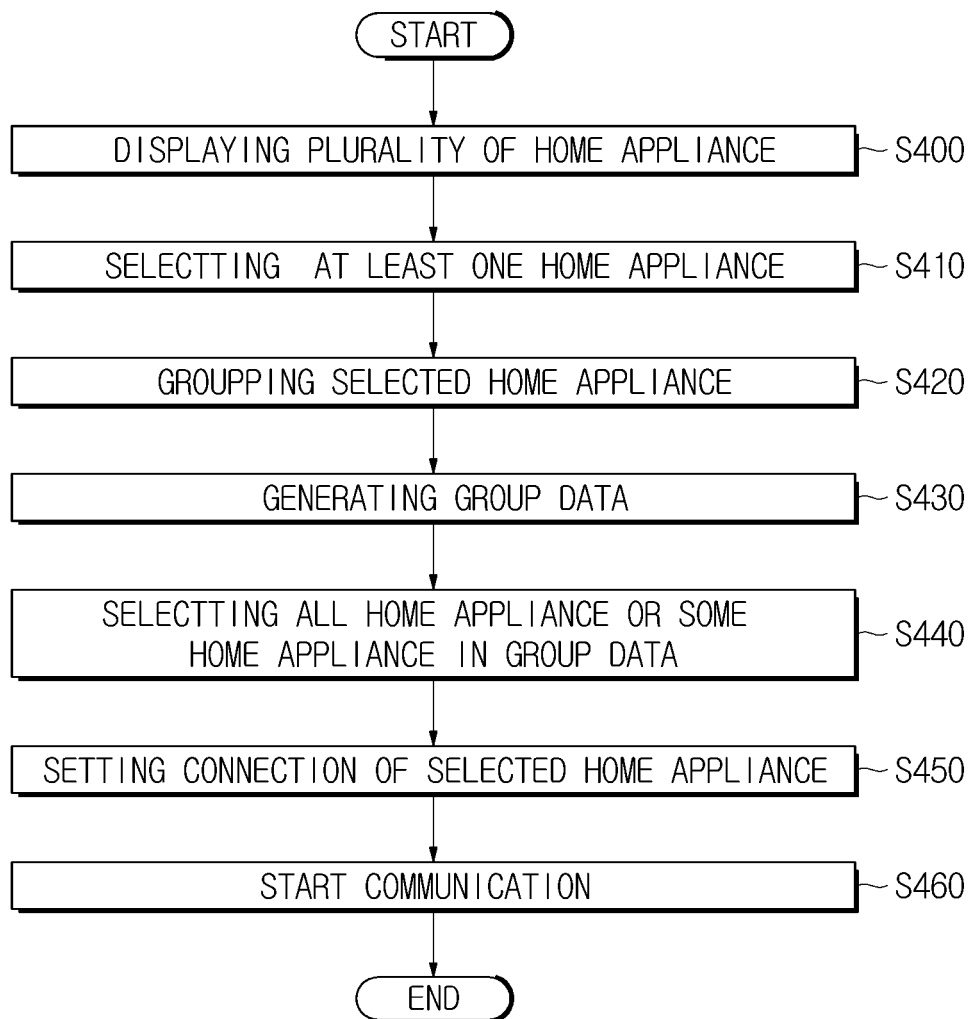 START
DISPLAYING PLURALITY OF HOME APPLIANCE
S400
SELECTTING AT LEAST ONE HOME APPLIANCE
S410
GROUPPING SELECTED HOME APPLIANCE
S420
GENERATING GROUP DATA
S430
SELECTTING ALL HOME APPLIANCE OR SOME
HOME APPLIANCE IN GROUP DATA
S440
SETTING CONNECTION OF SELECTED HOME APPLIANCE
S450
START COMMUNICATION
S460
END